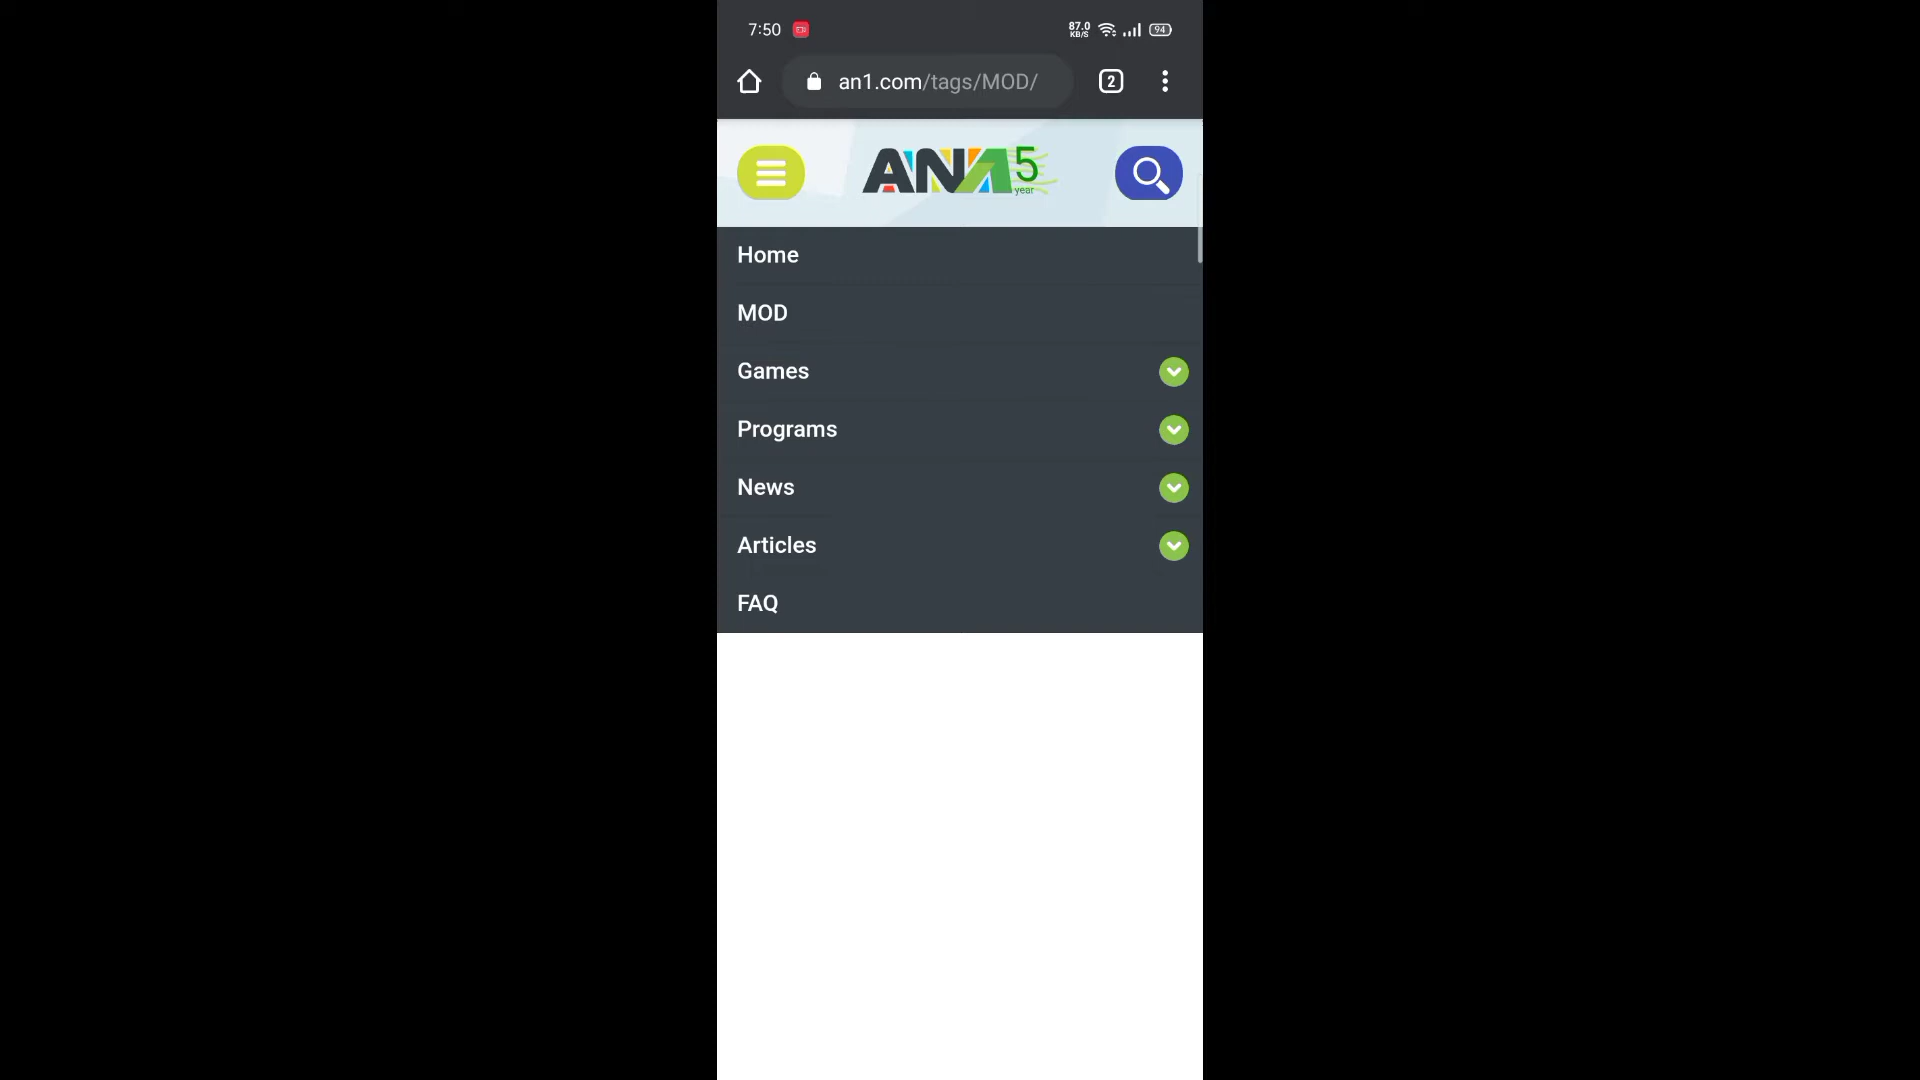 7:50
87.0
KB/S
94
an1.com/tags/MOD/
2
AN1
5
year
Home
MOD
Games
Programs
News
Articles
FAQ